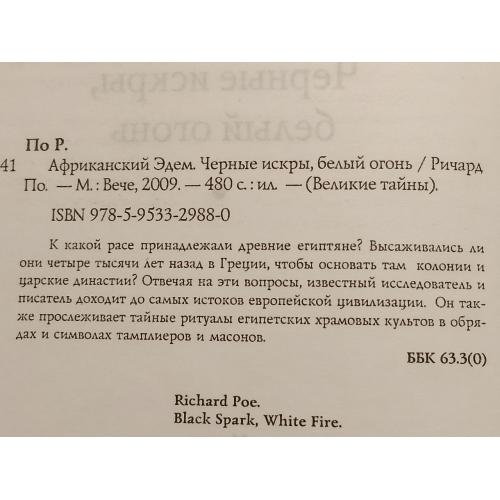 Черные искры,
белый огонь
По Р.
41 Африканский Эдем. Черные искры, белый огонь / Ричард
По. — М.: Вече, 2009. — 480 с.: ил. — (Великие тайны).
ISBN 978-5-9533-2988-0
К какой расе принадлежали древние египтяне? Высаживались ли
они четыре тысячи лет назад в Греции, чтобы основать там колонии и
царские династии? Отвечая на эти вопросы, известный исследователь и
писатель доходит до самых истоков европейской цивилизации. Он так-
же прослеживает тайные ритуалы египетских храмовых культов в обря-
дах и символах тамплиеров и масонов.
ББК 63.3(0)
Richard Poe.
Black Spark, White Fire.